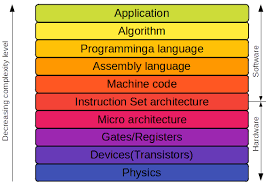 Decreasing complexity level
Application
Algorithm
Programminga language
Assembly language
Machine code
Instruction Set architecture
Micro architecture
Gates/Registers
Devices(Transistors)
Physics
Software
Hardware